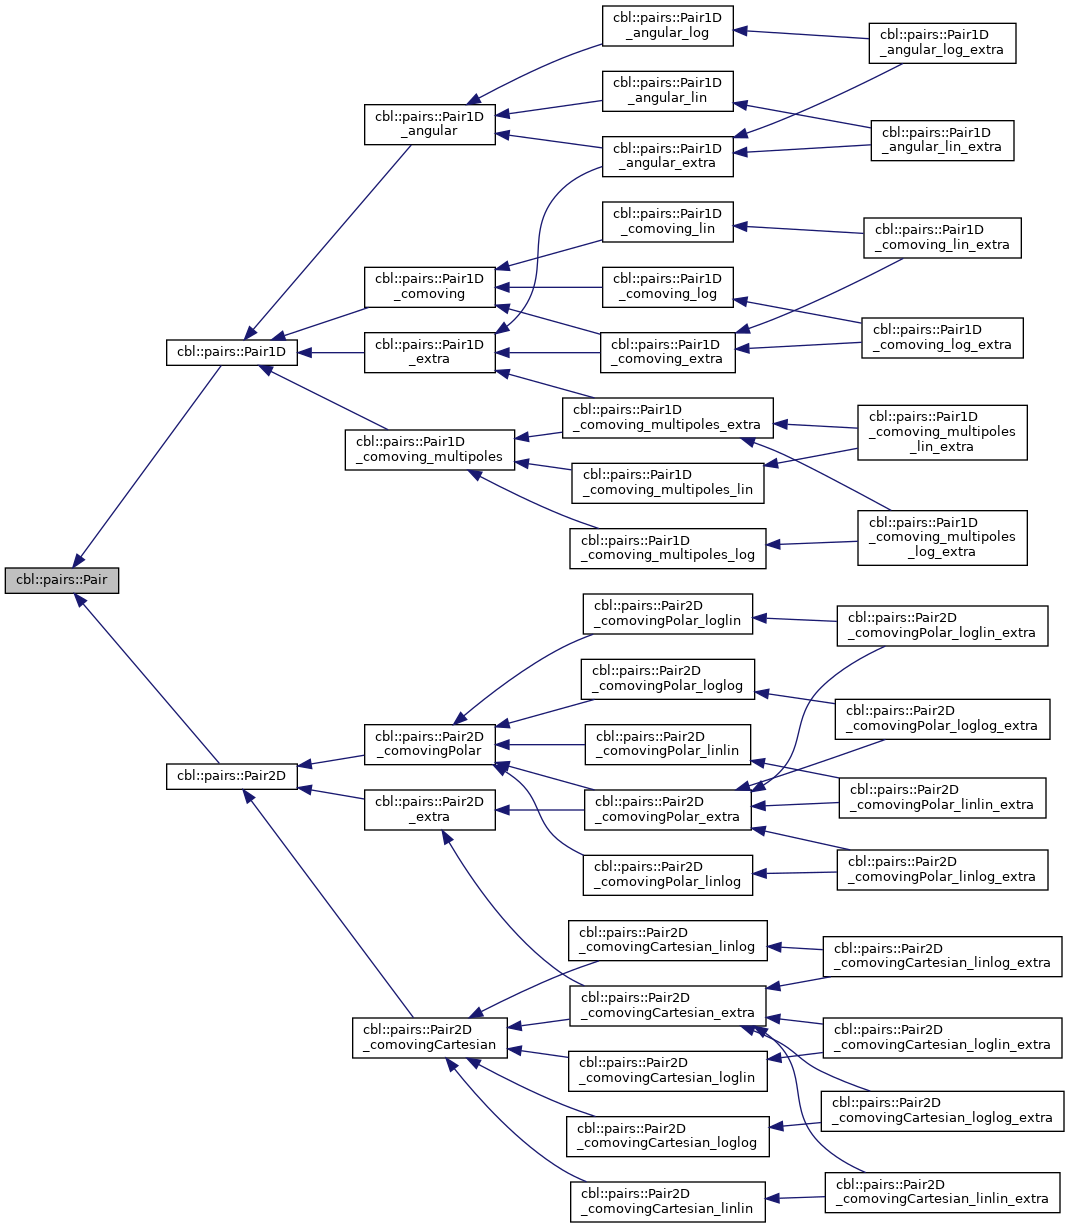 cbl::pairs::Pair1D
_angular_log
cbl::pairs::Pair1D
_angular_log_extra
cbl::pairs::Pair1D
_angular_lin
cbl::pairs::Pair1D
_angular
cbl::pairs::Pair1D
_angular_lin_extra
cbl::pairs::Pair1D
_angular_extra
cbl::pairs::Pair1D
_comoving_lin
cbl::pairs::Pair1D
_comoving_lin_extra
cbl::pairs::Pair1D
_comoving
cbl::pairs::Pair1D
_comoving_log
cbl::pairs::Pair1D
_comoving_log_extra
cbl::pairs::Pair1D
cbl::pairs::Pair1D
_extra
cbl::pairs::Pair1D
_comoving_extra
cbl::pairs::Pair1D
_comoving_multipoles_extra
cbl::pairs::Pair1D
_comoving_multipoles
_lin_extra
cbl::pairs::Pair1D
_comoving_multipoles
cbl::pairs::Pair1D
_comoving_multipoles_lin
cbl::pairs::Pair1D
_comoving_multipoles
_log_extra
cbl::pairs::Pair1D
_comoving_multipoles_log
cbl::pairs::Pair
cbl::pairs::Pair2D
_comovingPolar_loglin
cbl::pairs::Pair2D
_comovingPolar_loglin_extra
cbl::pairs::Pair2D
_comovingPolar_loglog
cbl::pairs::Pair2D
_comovingPolar_loglog_extra
cbl::pairs::Pair2D
_comovingPolar
cbl::pairs::Pair2D
_comovingPolar_linlin
cbl::pairs::Pair2D
cbl::pairs::Pair2D
_comovingPolar_linlin_extra
cbl::pairs::Pair2D
_extra
cbl::pairs::Pair2D
_comovingPolar_extra
cbl::pairs::Pair2D
_comovingPolar_linlog
cbl::pairs::Pair2D
_comovingPolar_linlog_extra
cbl::pairs::Pair2D
_comovingCartesian_linlog
cbl::pairs::Pair2D
_comovingCartesian_linlog_extra
cbl::pairs::Pair2D
_comovingCartesian_extra
cbl::pairs::Pair2D
_comovingCartesian
cbl::pairs::Pair2D
_comovingCartesian_loglin_extra
cbl::pairs::Pair2D
_comovingCartesian_loglin
cbl::pairs::Pair2D
_comovingCartesian_loglog_extra
cbl::pairs::Pair2D
_comovingCartesian_loglog
cbl::pairs::Pair2D
_comovingCartesian_linlin_extra
cbl::pairs::Pair2D
_comovingCartesian_linlin